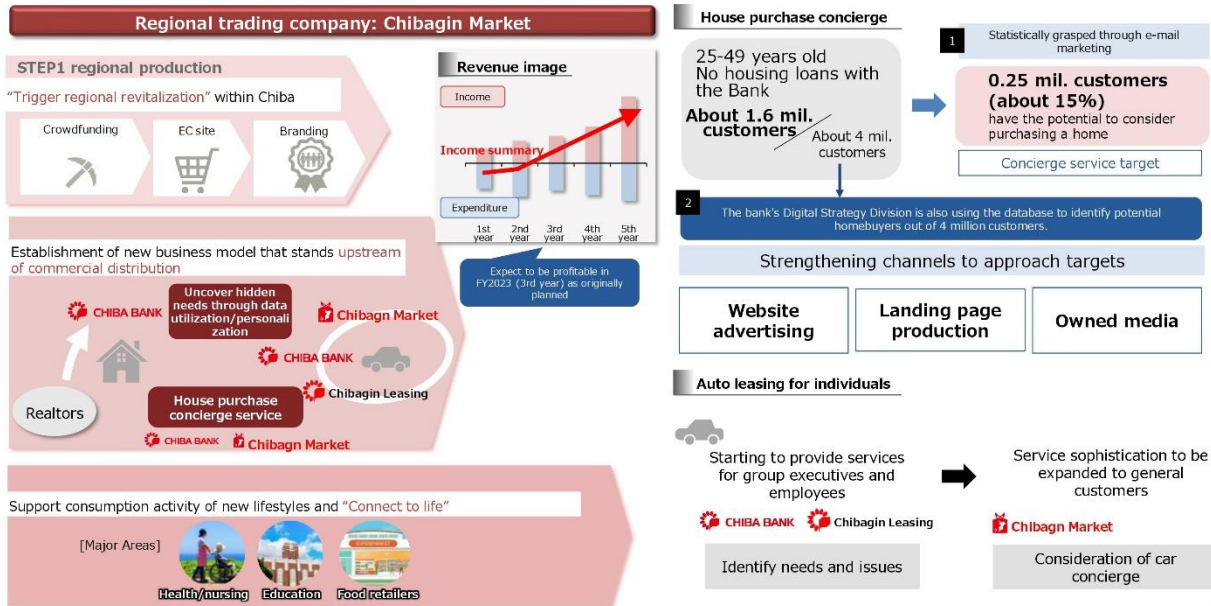 Regional trading company: Chibagin Market
STEP1 regional production
“Trigger regional revitalization” within Chiba
Crowdfunding
EC site
Branding
Revenue image
Income
Income summary
Expenditure
1st
year
2nd
year
3rd
year
4th
year
5th
year
Expect to be profitable in
FY2023 (3rd year) as originally
planned
Establishment of new business model that stands upstream
of commercial distribution
CHIBA BANK
Uncover hidden
needs through data
utilization/personali
zation
Chibagn Market
CHIBA BANK
Chibagin Leasing
Realtors
House purchase
concierge service
CHIBA BANK
Chibagn Market
Support consumption activity of new lifestyles and “Connect to life”
[Major Areas]
Health/nursing
Education
Food retailers
House purchase concierge
25-49 years old
No housing loans with
the Bank
About 1.6 mil.
customers
About 4 mil.
customers
1
Statistically grasped through e-mail
marketing
0.25 mil. customers
(about 15%)
have the potential to consider
purchasing a home
Concierge service target
2
The bank's Digital Strategy Division is also using the database to identify potential
homebuyers out of 4 million customers.
Strengthening channels to approach targets
Website
advertising
Landing page
production
Owned media
Auto leasing for individuals
Starting to provide services
for group executives and
employees
CHIBA BANK
Chibagin Leasing
Identify needs and issues
Service sophistication to be
expanded to general
customers
Chibagn Market
Consideration of car
concierge